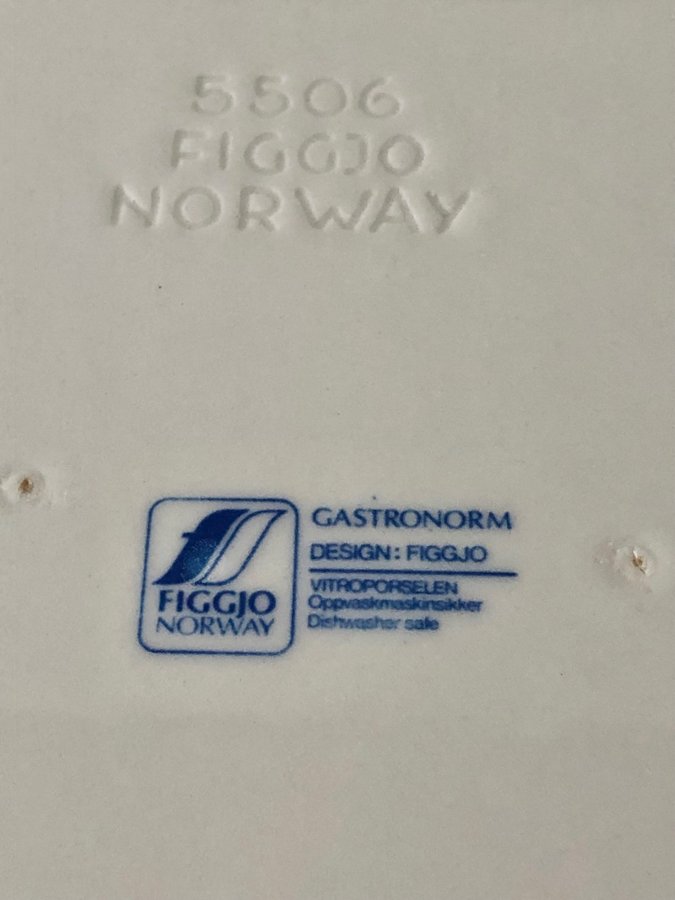 5506
FIGGJO
NORWAY
FIGGJO
NORWAY
GASTRONORM
DESIGN: FIGGJO
VITROPORSELEN
Oppvaskmaskinsikker
Dishwasher safe